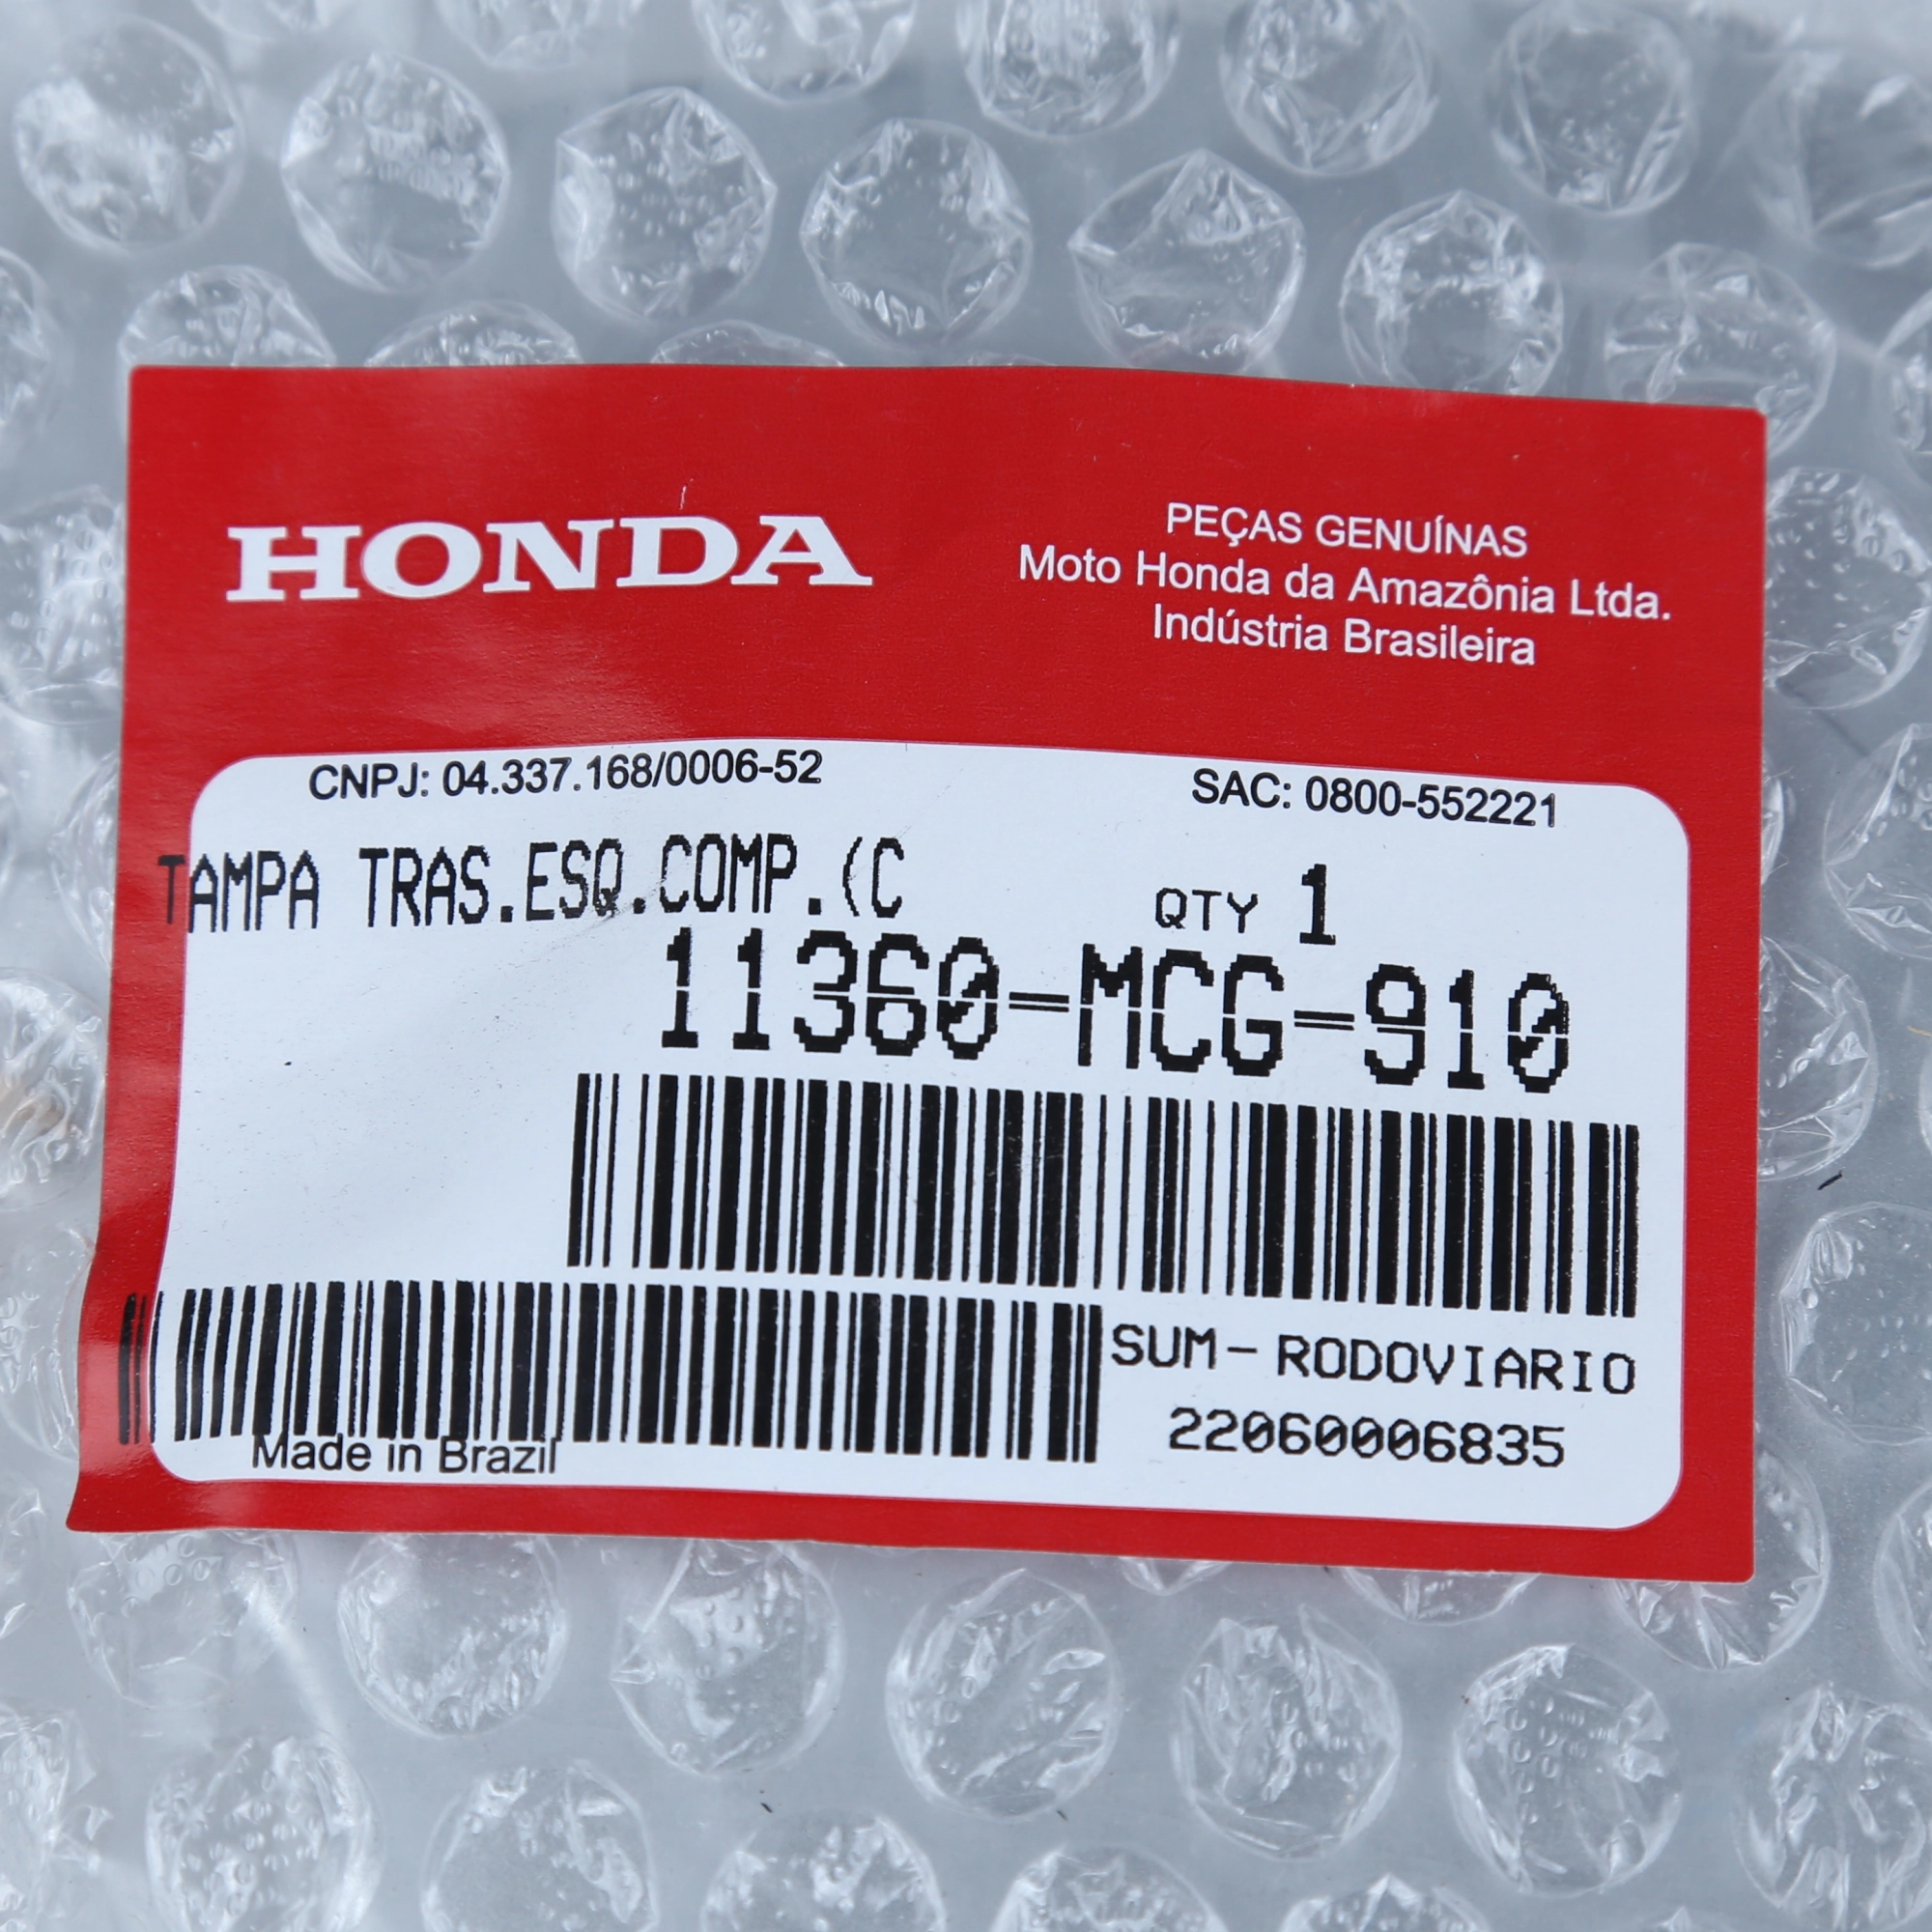 HONDA
PEÇAS GENUÍNAS
Moto Honda da Amazônia Ltda.
Indústria Brasileira
CNPJ: 04.337.168/0006-52
SAC: 0800-552221
TAMPA TRAS.ESQ.COMP.(C
QTY 1
11360-MCG-910
SUM-RODOVIARIO
22060006835
Made in Brazil